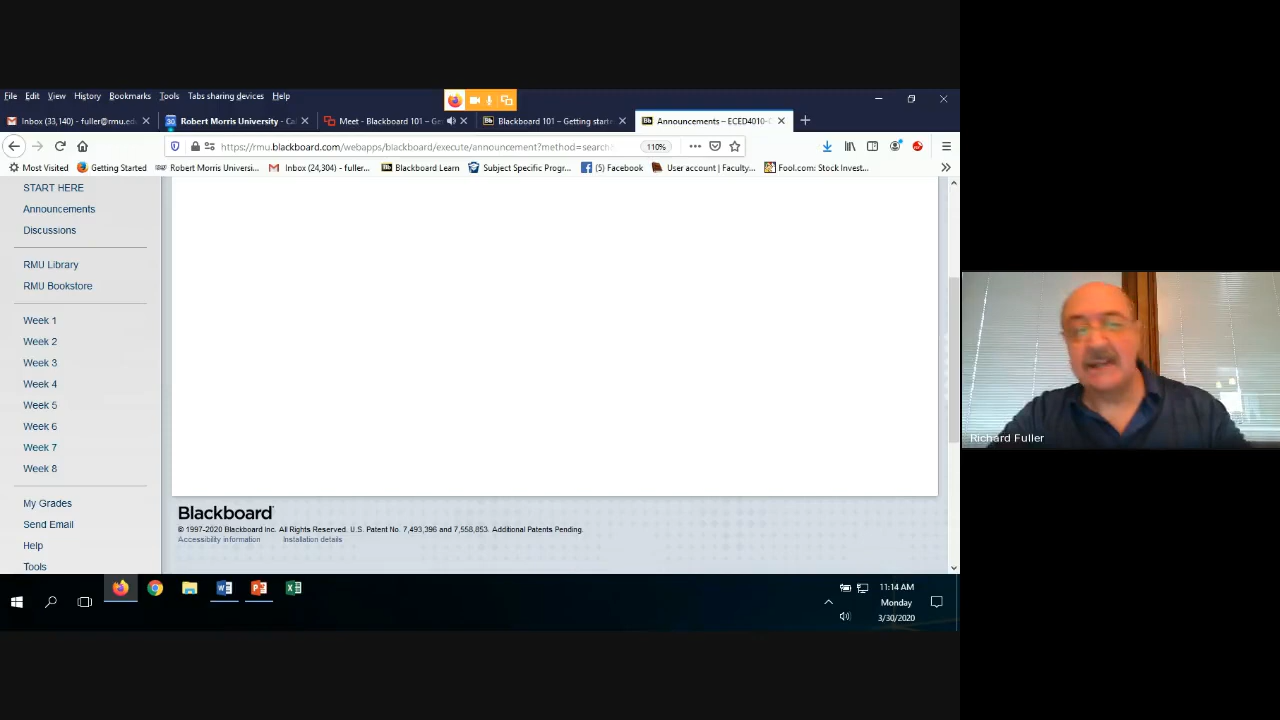 File Edit View History Bookmarks Tools Tabs sharing devices Help
Inbox (33,140) - fuller@rmu.ed
Robert Morris University - Ca
Meet - Blackboard 101 –
Blackboard 101 – Getting star
Announcements – ECED4010-
https://rmu.blackboard.com/webapps/blackboard/execute/announcement?method=search
110%
Most Visited
Getting Started
Robert Morris Universi...
Inbox (24,304) - fuller...
Blackboard Learn
Subject Specific Progr...
(5) Facebook
User account | Faculty...
Fool.com: Stock Invest...
START HERE
Announcements
Discussions
RMU Library
RMU Bookstore
Week 1
Week 2
Week 3
Week 4
Week 5
Week 6
Week 7
Week 8
My Grades
Send Email
Help
Tools
Blackboard
© 1997-2020 Blackboard Inc. All Rights Reserved. U.S. Patent No. 7,493,396 and 7,558,853. Additional Patents Pending.
Accessibility information Installation details
Richard Fuller
11:14 AM
Monday
3/30/2020